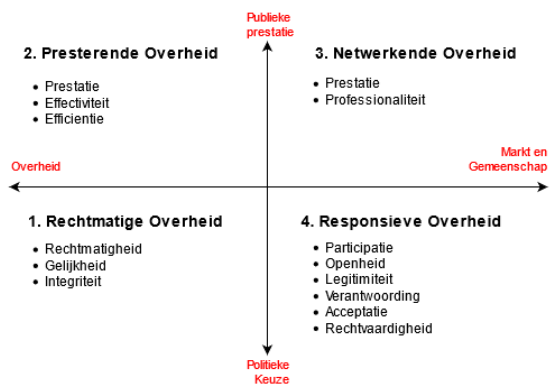 Publieke
prestatie
2. Presterende Overheid
• Prestatie
• Effectiviteit
• Efficientie
3. Netwerkende Overheid
• Prestatie
• Professionaliteit
Overheid
Markt en
Gemeenschap
1. Rechtmatige Overheid
• Rechtmatigheid
• Gelijkheid
• Integriteit
4. Responsieve Overheid
• Participatie
• Openheid
• Legitimiteit
• Verantwoording
• Acceptatie
• Rechtvaardigheid
Politieke
Keuze